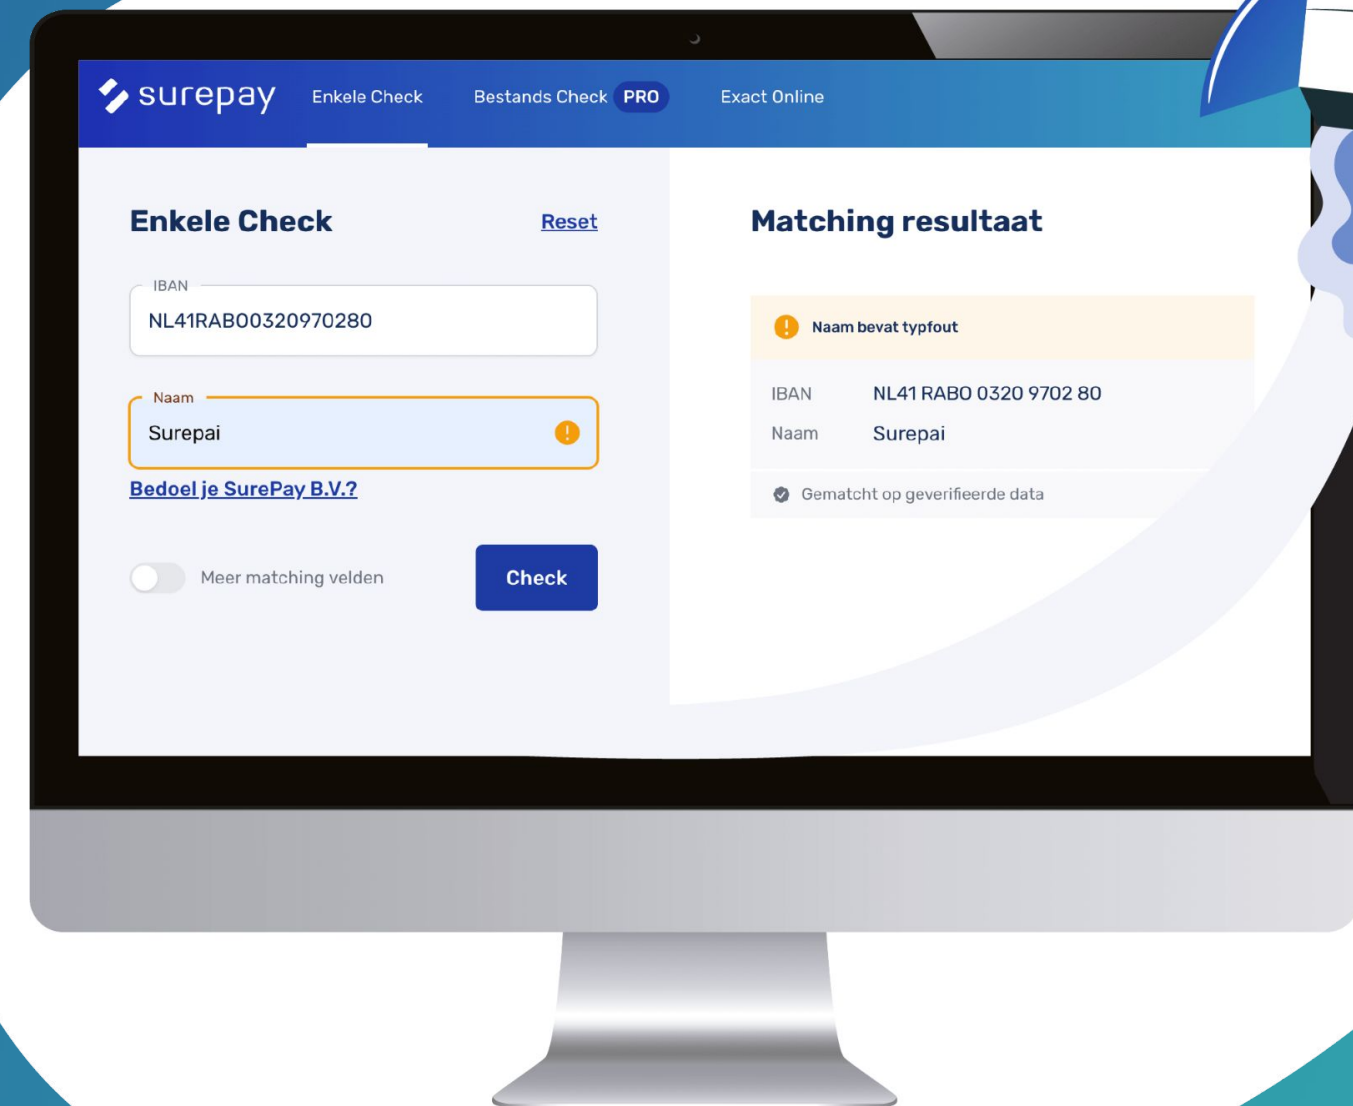 surepay Enkele Check Bestands Check PRO Exact Online
Enkele Check
Reset
IBAN
NL41RABO0320970280
Naam
Surepai
Bedoel je SurePay B.V.?
Meer matching velden
Check
Matching resultaat
Naam bevat typfout
IBAN NL41 RABO 0320 9702 80
Naam Surepai
Gematcht op geverifieerde data